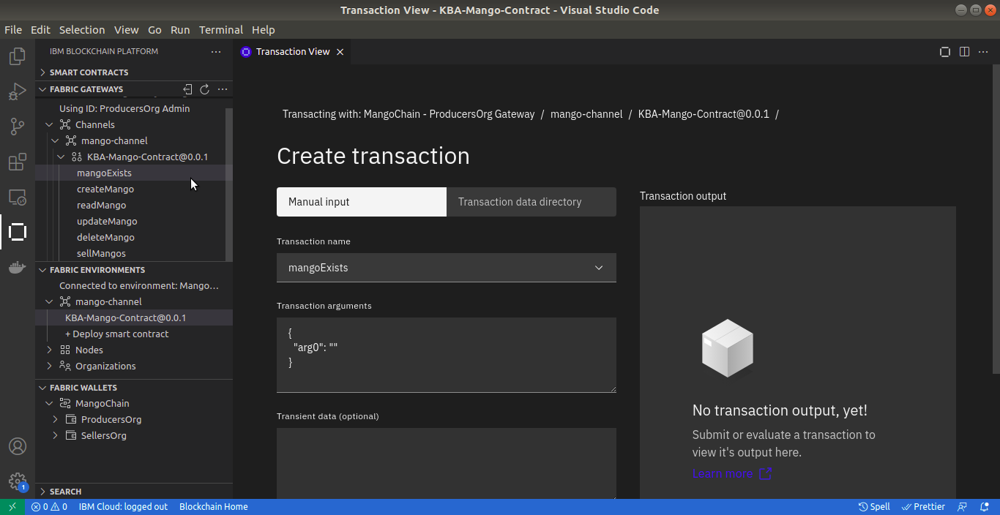 Transaction View - KBA-Mango-Contract - Visual Studio Code
File Edit Selection View Go Run Terminal Help
IBM BLOCKCHAIN PLATFORM
SMART CONTRACTS
FABRIC GATEWAYS
Using ID: ProducersOrg Admin
Channels
mango-channel
KBA-Mango-Contract@0.0.1
mangoExists
createMango
readMango
updateMango
deleteMango
sellMangos
FABRIC ENVIRONMENTS
Connected to environment: Mango...
mango-channel
KBA-Mango-Contract@0.0.1
+ Deploy smart contract
Nodes
Organizations
FABRIC WALLETS
MangoChain
ProducersOrg
SellersOrg
SEARCH
Transaction View
Transacting with: MangoChain - ProducersOrg Gateway / mango-channel / KBA-Mango-Contract@0.0.1 /
Create transaction
Manual input
Transaction data directory
Transaction name
mangoExists
Transaction arguments
{
"arg0": ""
}
Transient data (optional)
Transaction output
No transaction output, yet!
Submit or evaluate a transaction to
view it's output here.
Learn more
1
0 0 IBM Cloud: logged out Blockchain Home Spell Prettier